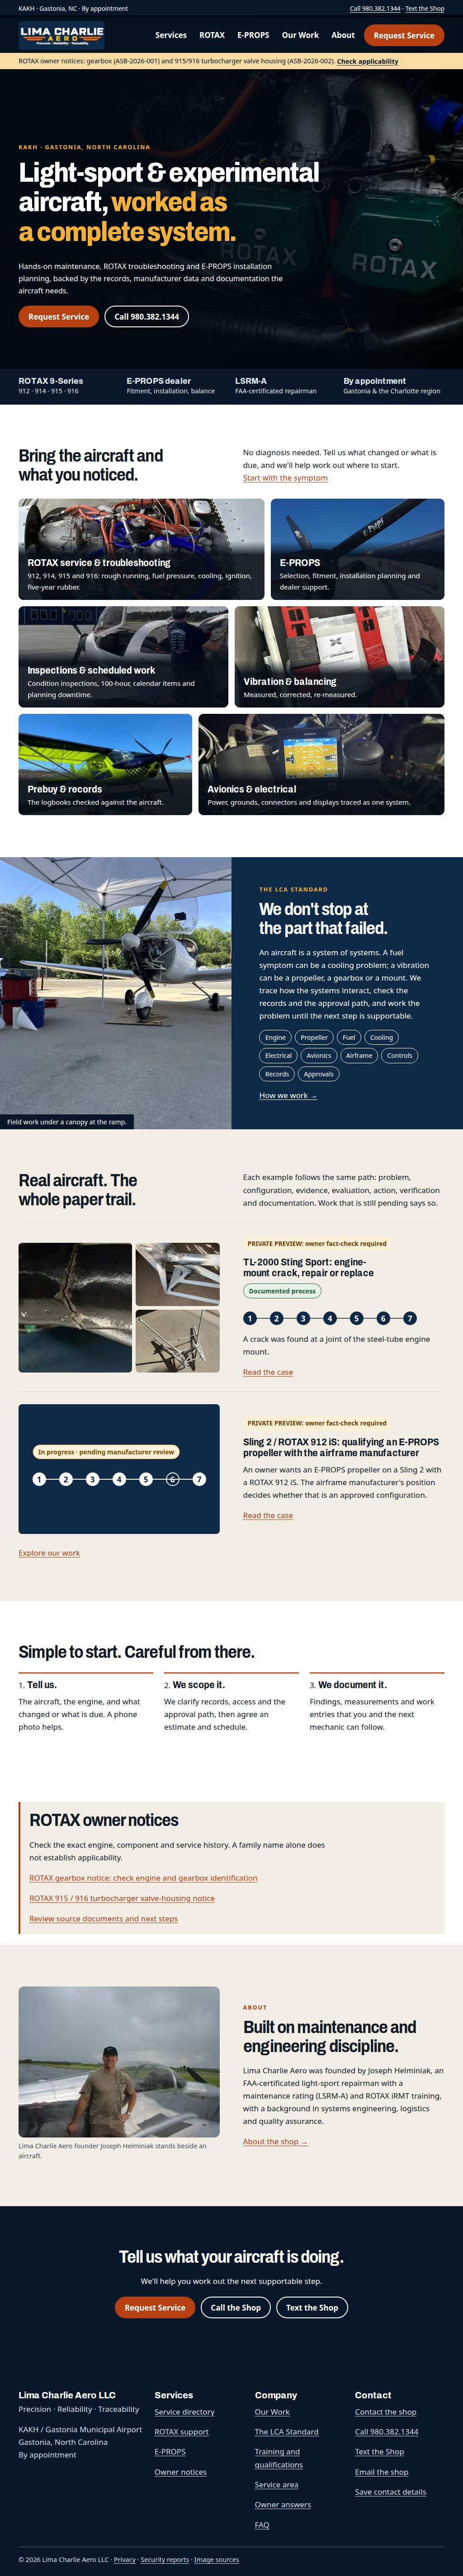 KAKH · Gastonia, NC · By appointment
Call 980.382.1344 · Text the Shop
LIMA CHARLIE
AERO
Precision · Reliability · Traceability
Services
ROTAX
E-PROPS
Our Work
About
Request Service
ROTAX owner notices: gearbox (ASB-2026-001) and 915/916 turbocharger valve housing (ASB-2026-002). Check applicability
KAKH · GASTONIA, NORTH CAROLINA
Light-sport & experimental
aircraft, worked as
a complete system.
ROTAX
ROTAX
Hands-on maintenance, ROTAX troubleshooting and E-PROPS installation
planning, backed by the records, manufacturer data and documentation the
aircraft needs.
Request Service
Call 980.382.1344
ROTAX 9-Series
912 · 914 · 915 · 916
E-PROPS dealer
Fitment, installation, balance
LSRM-A
FAA-certificated repairman
By appointment
Gastonia & the Charlotte region
Bring the aircraft and
what you noticed.
No diagnosis needed. Tell us what changed or what is
due, and we'll help work out where to start.
Start with the symptom
ROTAX service & troubleshooting
912, 914, 915 and 916: rough running, fuel pressure, cooling, ignition,
five-year rubber.
E-Props
E-PROPS
Selection, fitment, installation planning and
dealer support.
Inspections & scheduled work
Condition inspections, 100-hour, calendar items and
planning downtime.
Vibration & balancing
Measured, corrected, re-measured.
Prebuy & records
The logbooks checked against the aircraft.
Avionics & electrical
Power, grounds, connectors and displays traced as one system.
Field work under a canopy at the ramp.
THE LCA STANDARD
We don't stop at
the part that failed.
An aircraft is a system of systems. A fuel
symptom can be a cooling problem; a vibration
can be a propeller, a gearbox or a mount. We
trace how the systems interact, check the
records and the approval path, and work the
problem until the next step is supportable.
Engine
Propeller
Fuel
Cooling
Electrical
Avionics
Airframe
Controls
Records
Approvals
How we work →
Real aircraft. The
whole paper trail.
Each example follows the same path: problem,
configuration, evidence, evaluation, action, verification
and documentation. Work that is still pending says so.
PRIVATE PREVIEW: owner fact-check required
TL-2000 Sting Sport: engine-
mount crack, repair or replace
Documented process
1 2 3 4 5 6 7
A crack was found at a joint of the steel-tube engine
mount.
Read the case
In progress · pending manufacturer review
1 2 3 4 5 6 7
PRIVATE PREVIEW: owner fact-check required
Sling 2 / ROTAX 912 iS: qualifying an E-PROPS
propeller with the airframe manufacturer
An owner wants an E-PROPS propeller on a Sling 2 with
a ROTAX 912 iS. The airframe manufacturer's position
decides whether that is an approved configuration.
Read the case
Explore our work
Simple to start. Careful from there.
1. Tell us.
The aircraft, the engine, and what
changed or what is due. A phone
photo helps.
2. We scope it.
We clarify records, access and the
approval path, then agree an
estimate and schedule.
3. We document it.
Findings, measurements and work
entries that you and the next
mechanic can follow.
ROTAX owner notices
Check the exact engine, component and service history. A family name alone does
not establish applicability.
ROTAX gearbox notice: check engine and gearbox identification
ROTAX 915 / 916 turbocharger valve-housing notice
Review source documents and next steps
Lima Charlie Aero founder Joseph Helminiak stands beside an
aircraft.
ABOUT
Built on maintenance and
engineering discipline.
Lima Charlie Aero was founded by Joseph Helminiak, an
FAA-certificated light-sport repairman with a
maintenance rating (LSRM-A) and ROTAX iRMT training,
with a background in systems engineering, logistics
and quality assurance.
About the shop →
Tell us what your aircraft is doing.
We'll help you work out the next supportable step.
Request Service
Call the Shop
Text the Shop
Lima Charlie Aero LLC
Precision · Reliability · Traceability
KAKH / Gastonia Municipal Airport
Gastonia, North Carolina
By appointment
Services
Service directory
ROTAX support
E-PROPS
Owner notices
Company
Our Work
The LCA Standard
Training and
qualifications
Service area
Owner answers
FAQ
Contact
Contact the shop
Call 980.382.1344
Text the Shop
Email the shop
Save contact details
© 2026 Lima Charlie Aero LLC · Privacy · Security reports · Image sources